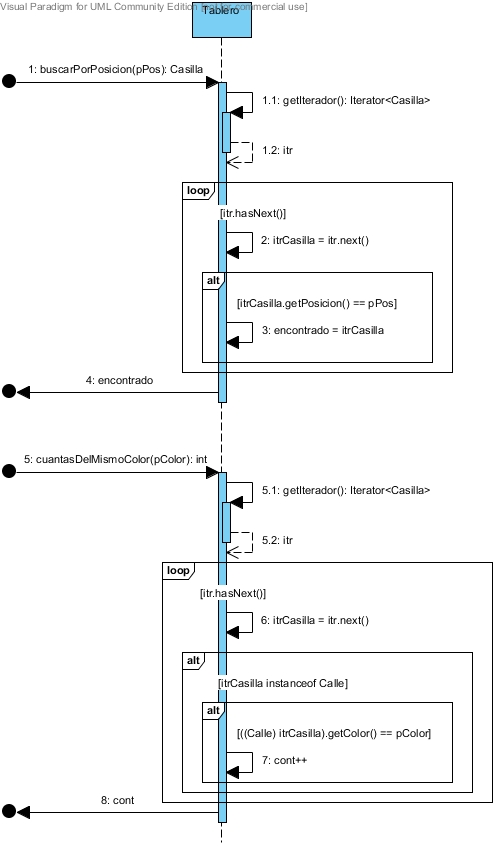 Visual Paradigm for UML Community Edition [not for commercial use]
Tablero
1: buscarPorPosicion(pPos): Casilla
1.1: getIterador(): Iterator<Casilla>
1.2: itr
loop
[itr.hasNext()]
2: itrCasilla = itr.next()
alt
[itrCasilla.getPosicion() == pPos]
3: encontrado = itrCasilla
4: encontrado
5: cuantasDelMismoColor(pColor): int
5.1: getIterador(): Iterator<Casilla>
5.2: itr
loop
[itr.hasNext()]
6: itrCasilla = itr.next()
alt
[itrCasilla instanceof Calle]
alt
[((Calle) itrCasilla).getColor() == pColor]
7: cont++
8: cont